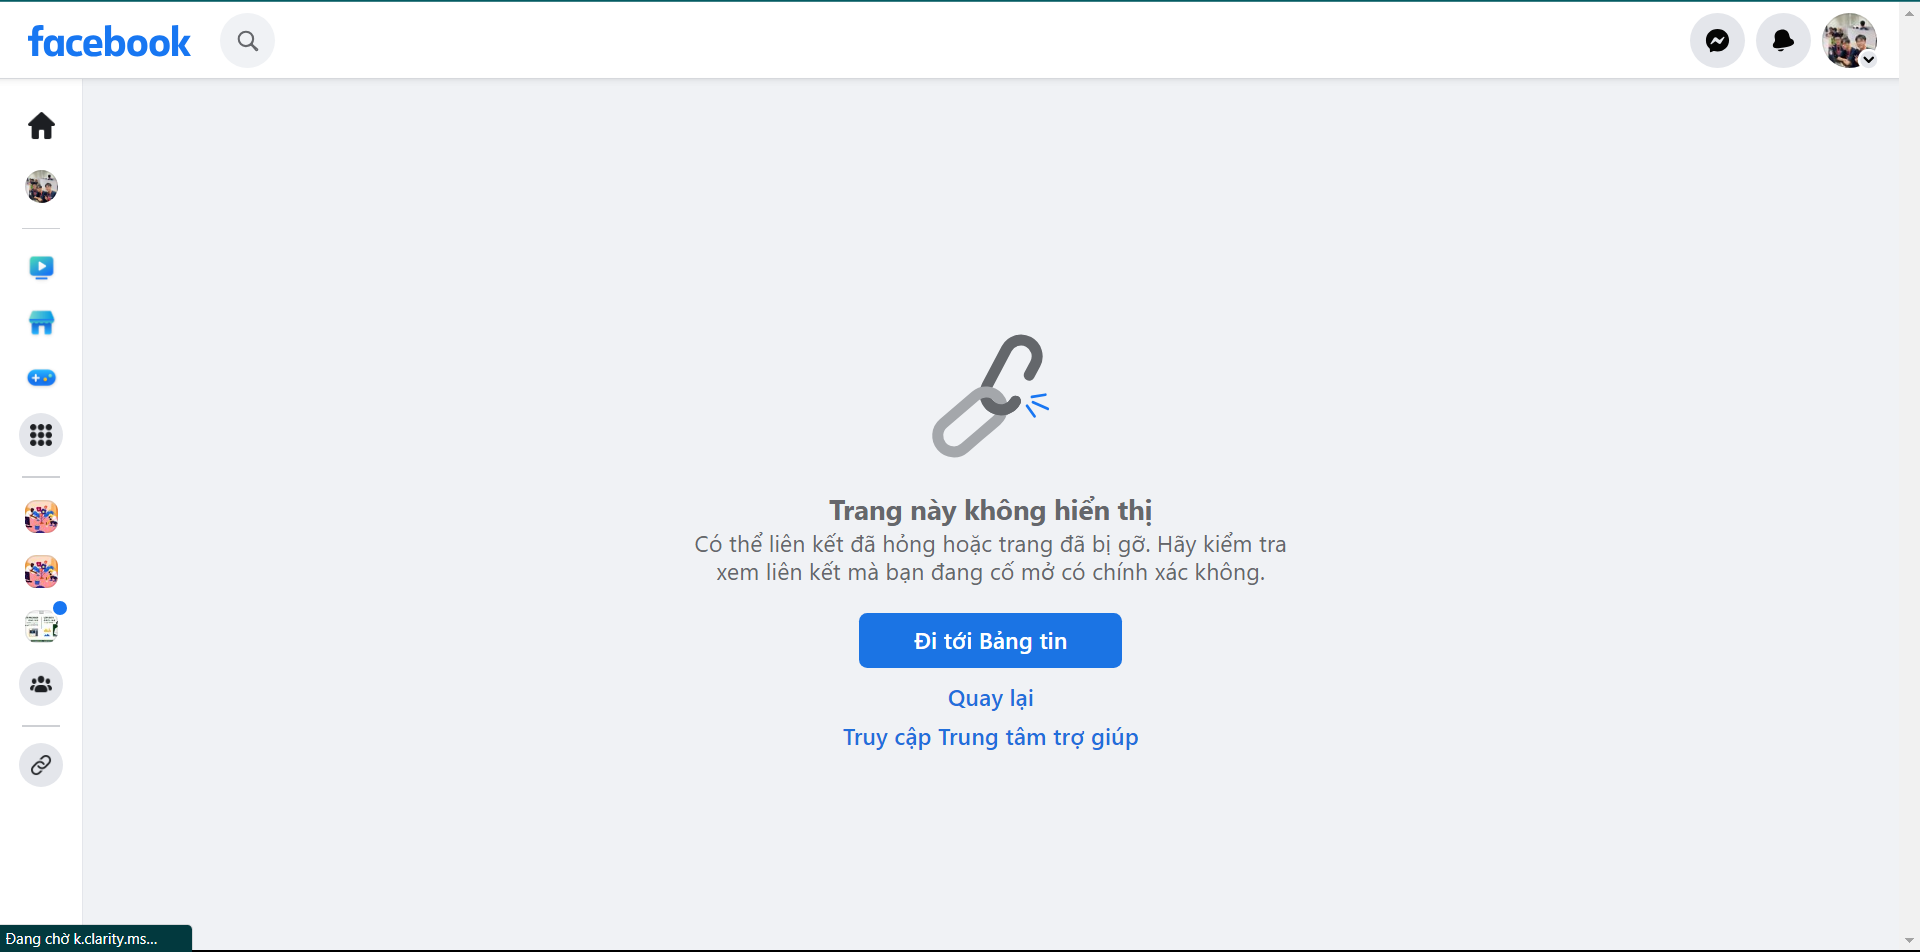 facebook
Trang này không hiển thị
Có thể liên kết đã hỏng hoặc trang đã bị gỡ. Hãy kiểm tra
xem liên kết mà bạn đang cố mở có chính xác không.
Đi tới Bảng tin
Quay lại
Truy cập Trung tâm trợ giúp
Đang chờ k.clarity.ms...